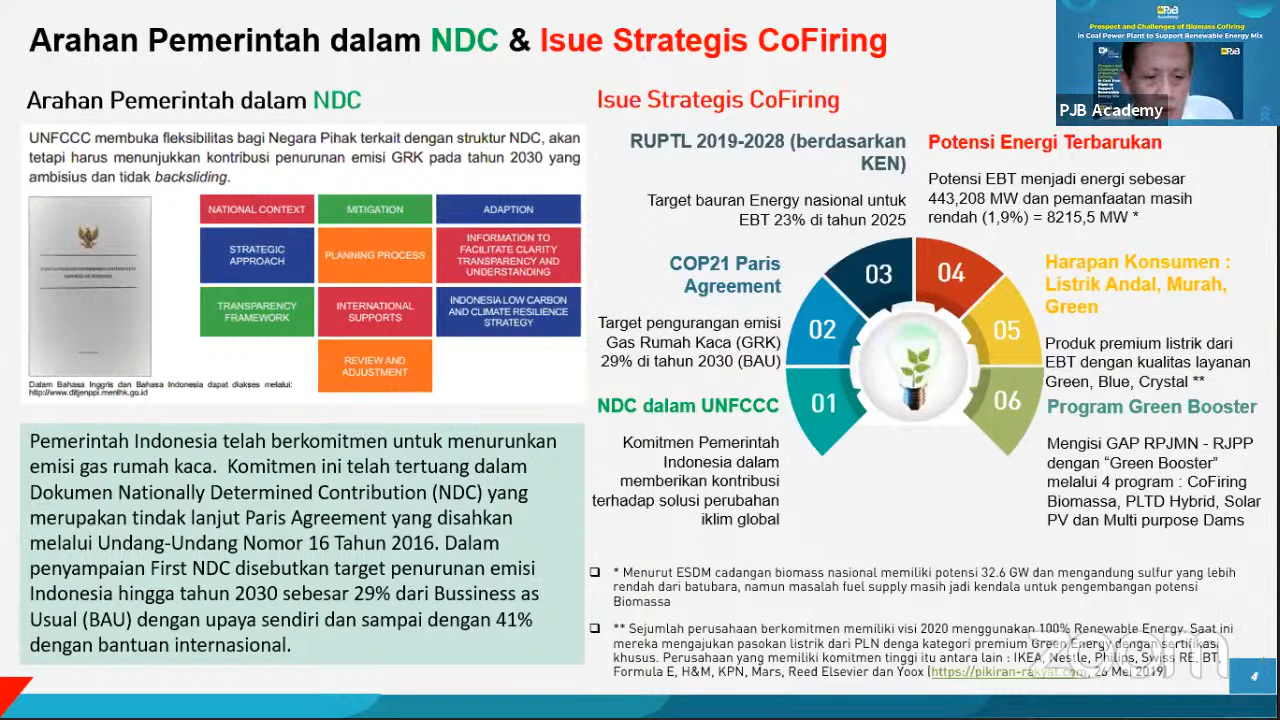 Arahan Pemerintah dalam NDC & Isue Strategis CoFiring
Arahan Pemerintah dalam NDC
UNFCCC membuka fleksibilitas bagi Negara Pihak terkait dengan struktur NDC, akan
tetapi harus menunjukkan kontribusi penurunan emisi GRK pada tahun 2030 yang
ambisius dan tidak backsliding.
NATIONAL CONTEXT
MITIGATION
ADAPTION
STRATEGIC
APPROACH
PLANNING PROCESS
INFORMATION TO
FACILITATE CLARITY
TRANSPARENCY AND
UNDERSTANDING
TRANSPARENCY
FRAMEWORK
INTERNATIONAL
SUPPORTS
INDONESIA LOW CARBON
AND CLIMATE RESILIENCE
STRATEGY
REVIEW AND
ADJUSTMENT
Dalam Bahasa Inggris dan Bahasa Indonesia dapat diakses melalui:
http://www.ditjenppi.menlhk.go.id
Pemerintah Indonesia telah berkomitmen untuk menurunkan
emisi gas rumah kaca. Komitmen ini telah tertuang dalam
Dokumen Nationally Determined Contribution (NDC) yang
merupakan tindak lanjut Paris Agreement yang disahkan
melalui Undang-Undang Nomor 16 Tahun 2016. Dalam
penyampaian First NDC disebutkan target penurunan emisi
Indonesia hingga tahun 2030 sebesar 29% dari Bussiness as
Usual (BAU) dengan upaya sendiri dan sampai dengan 41%
dengan bantuan internasional.
Isue Strategis CoFiring
RUPTL 2019-2028 (berdasarkan
KEN)
Target bauran Energy nasional untuk
EBT 23% di tahun 2025
COP21 Paris
Agreement
Target pengurangan emisi
Gas Rumah Kaca (GRK)
29% di tahun 2030 (BAU)
NDC dalam UNFCCC
Komitmen Pemerintah
Indonesia dalam
memberikan kontribusi
terhadap solusi perubahan
iklim global
01
02
03
04
05
06
Potensi Energi Terbarukan
Potensi EBT menjadi energi sebesar
443,208 MW dan pemanfaatan masih
rendah (1,9%) = 8215,5 MW *
Harapan Konsumen :
Listrik Andal, Murah,
Green
Produk premium listrik dari
EBT dengan kualitas layanan
Green, Blue, Crystal **
Program Green Booster
Mengisi GAP RPJMN - RJPP
dengan “Green Booster”
melalui 4 program : CoFiring
Biomassa, PLTD Hybrid, Solar
PV dan Multi purpose Dams
* Menurut ESDM cadangan biomass nasional memiliki potensi 32.6 GW dan mengandung sulfur yang lebih
rendah dari batubara, namun masalah fuel supply masih jadi kendala untuk pengembangan potensi
Biomassa
** Sejumlah perusahaan berkomitmen memiliki visi 2020 menggunakan 100% Renewable Energy. Saat ini
mereka mengajukan pasokan listrik dari PLN denga kategori premium Green Energy dengan sertifikasi
khusus. Perusahaan yang memiliki komitmen tinggi itu antara lain : IKEA, Nestle, Philips, Swiss RE, BT,
Formula E, H&M, KPN, Mars, Reed Elsevier dan Yoox (https://pikiran-rakyat.com, 26 Mei 2019)
zoom
4
PJB
Academy
Prospect and Challenges of Biomass Cofiring
in Coal Power Plant to Support Renewable Energy Mix
PJB
PJB Academy